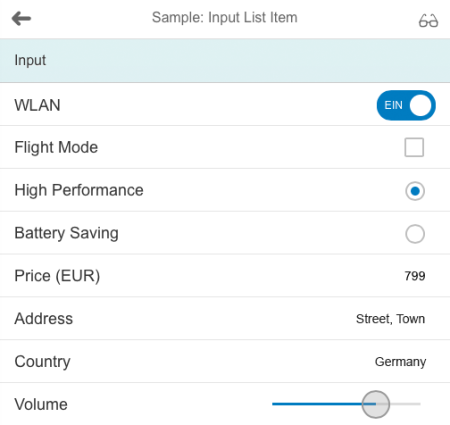 Sample: Input List Item
Input
WLAN EIN
Flight Mode
High Performance
Battery Saving
Price (EUR) 799
Address Street, Town
Country Germany
Volume